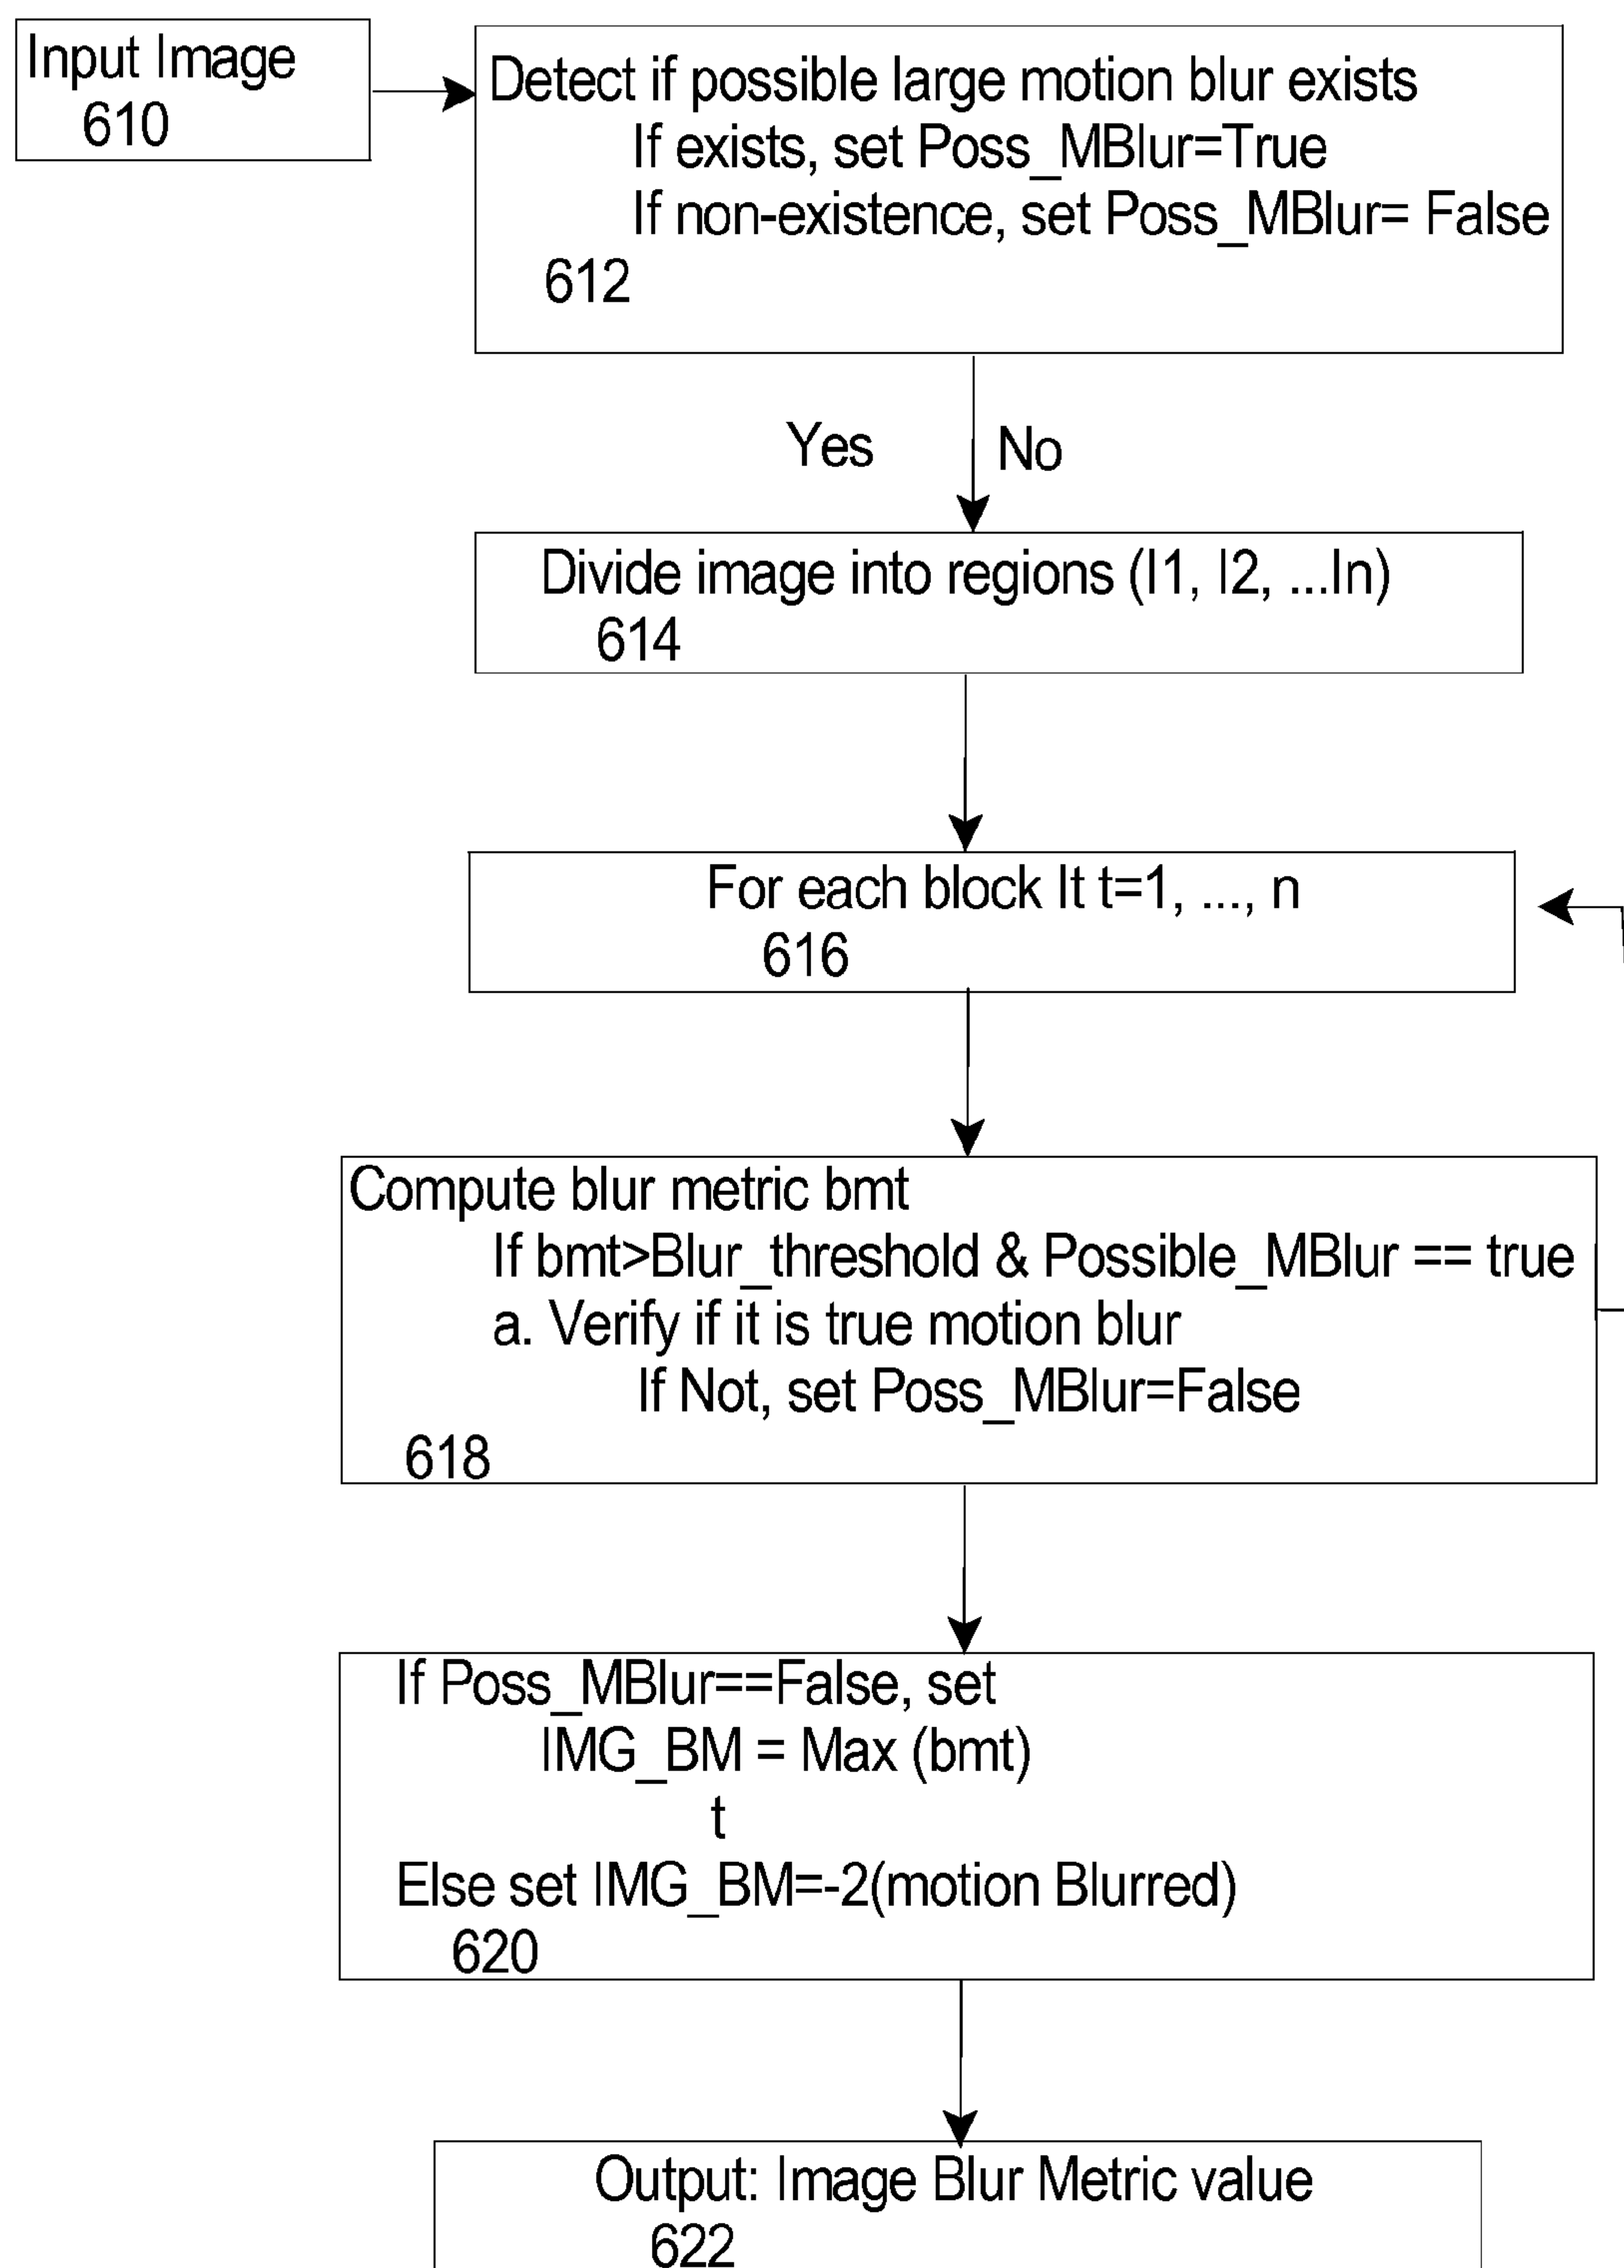 Input Image
610
Detect if possible large motion blur exists
If exists, set Poss_MBlur=True
If non-existence, set Poss_MBlur= False
612
Yes No
Divide image into regions (I1, I2, ...In)
614
For each block It t=1, ..., n
616
Compute blur metric bmt
If bmt>Blur_threshold & Possible_MBlur == true
a. Verify if it is true motion blur
If Not, set Poss_MBlur=False
618
If Poss_MBlur==False, set
IMG_BM = Max (bmt)
t
Else set IMG_BM=-2(motion Blurred)
620
Output: Image Blur Metric value
622